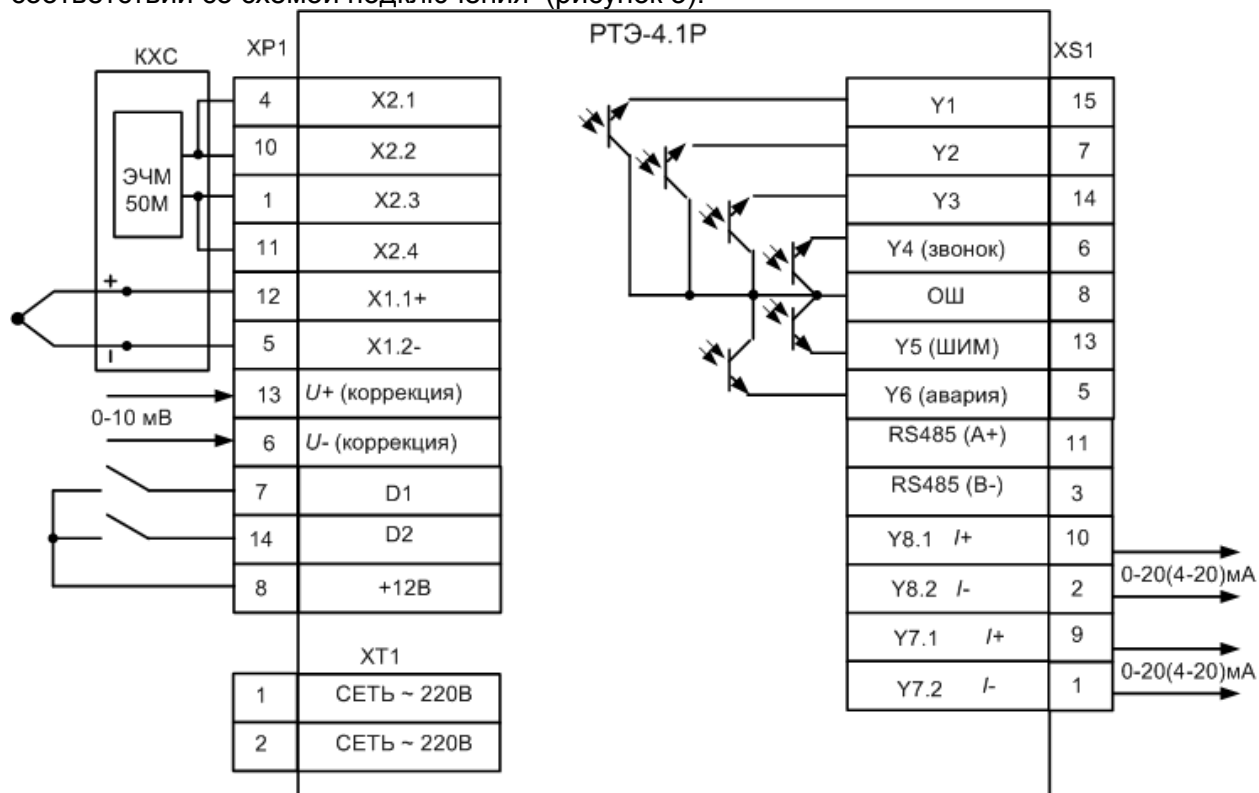 соответствии со схемой подключения (рисунок 3).
РТЭ-4.1Р
КХС
XP1
XS1
ЭЧМ
50М
4 X2.1
10 X2.2
1 X2.3
11 X2.4
+
12 X1.1+
–
5 X1.2-
13 U+ (коррекция)
0-10 мВ
6 U- (коррекция)
7 D1
14 D2
8 +12В
XT1
1 СЕТЬ ~ 220В
2 СЕТЬ ~ 220В
Y1 15
Y2 7
Y3 14
Y4 (звонок) 6
ОШ 8
Y5 (ШИМ) 13
Y6 (авария) 5
RS485 (A+) 11
RS485 (B-) 3
Y8.1 I+ 10
0-20(4-20)мА
Y8.2 I- 2
Y7.1 I+ 9
0-20(4-20)мА
Y7.2 I- 1